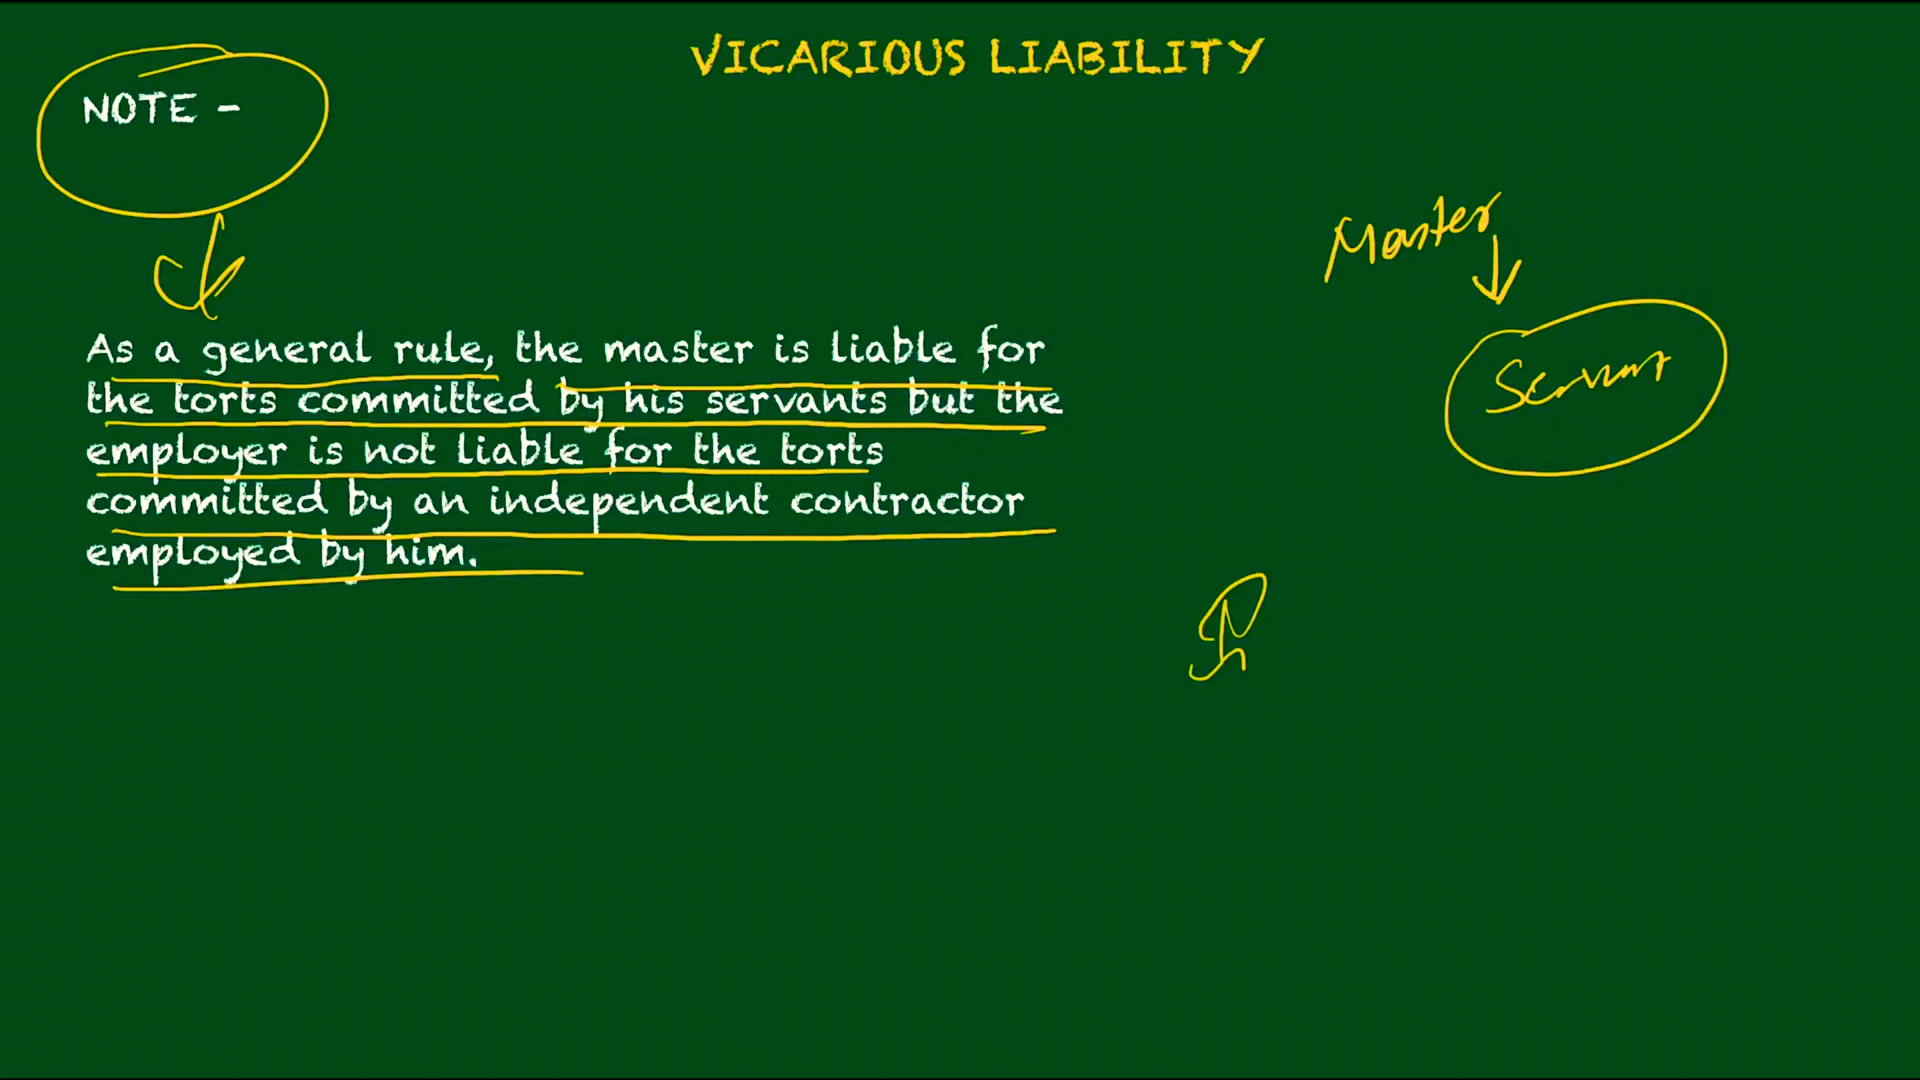 VICARIOUS LIABILITY
NOTE -
Master
Servant
As a general rule, the master is liable for
the torts committed by his servants but the
employer is not liable for the torts
committed by an independent contractor
employed by him.